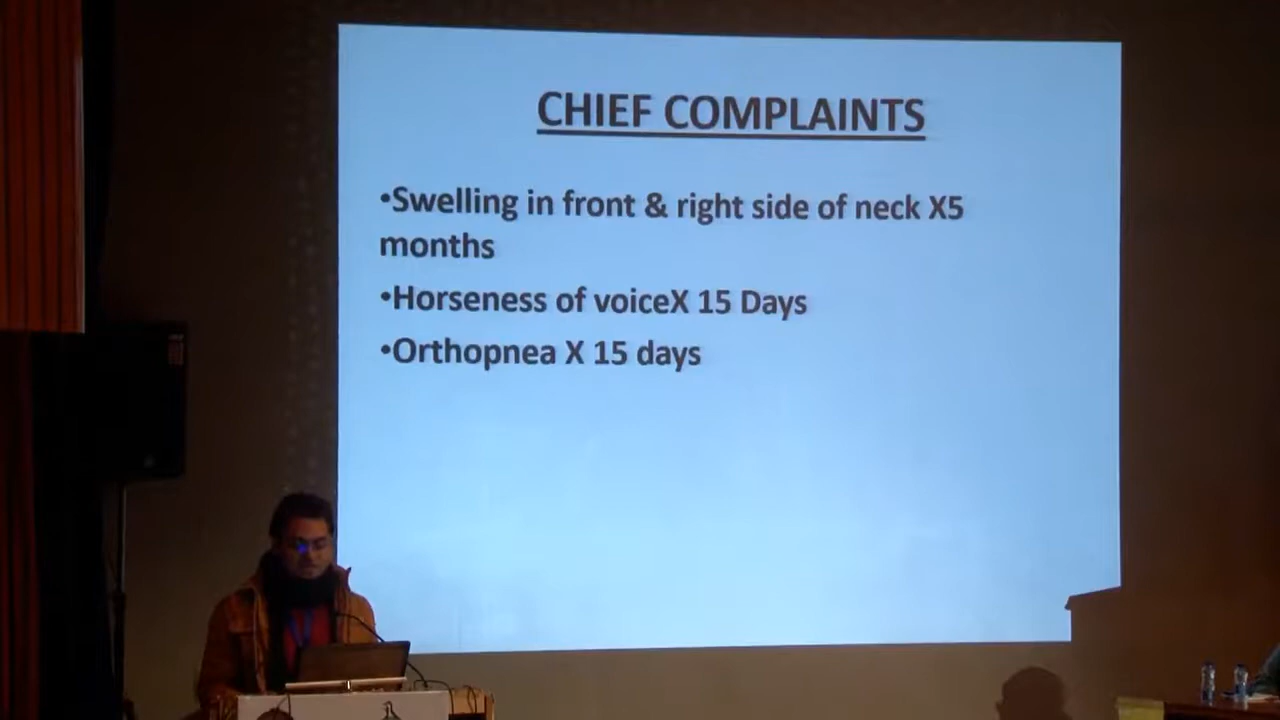 CHIEF COMPLAINTS
•Swelling in front & right side of neck X5
months
•Horseness of voiceX 15 Days
•Orthopnea X 15 days